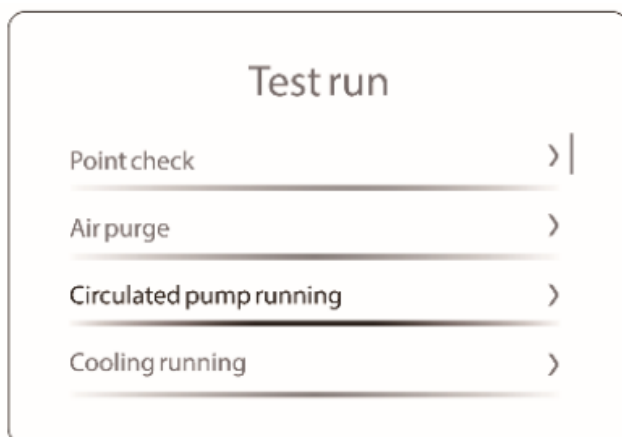 Test run
Point check
Air purge
Circulated pump running
Cooling running